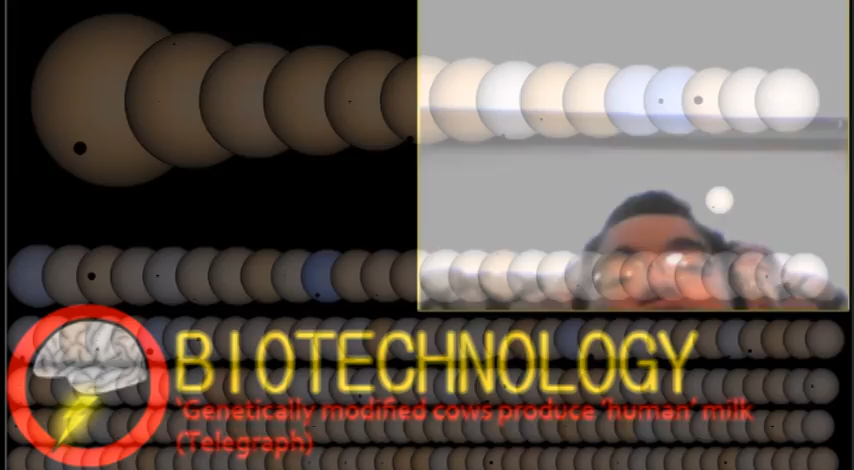 BIOTECHNOLOGY
'Genetically modified cows produce 'human' milk
(Telegraph)